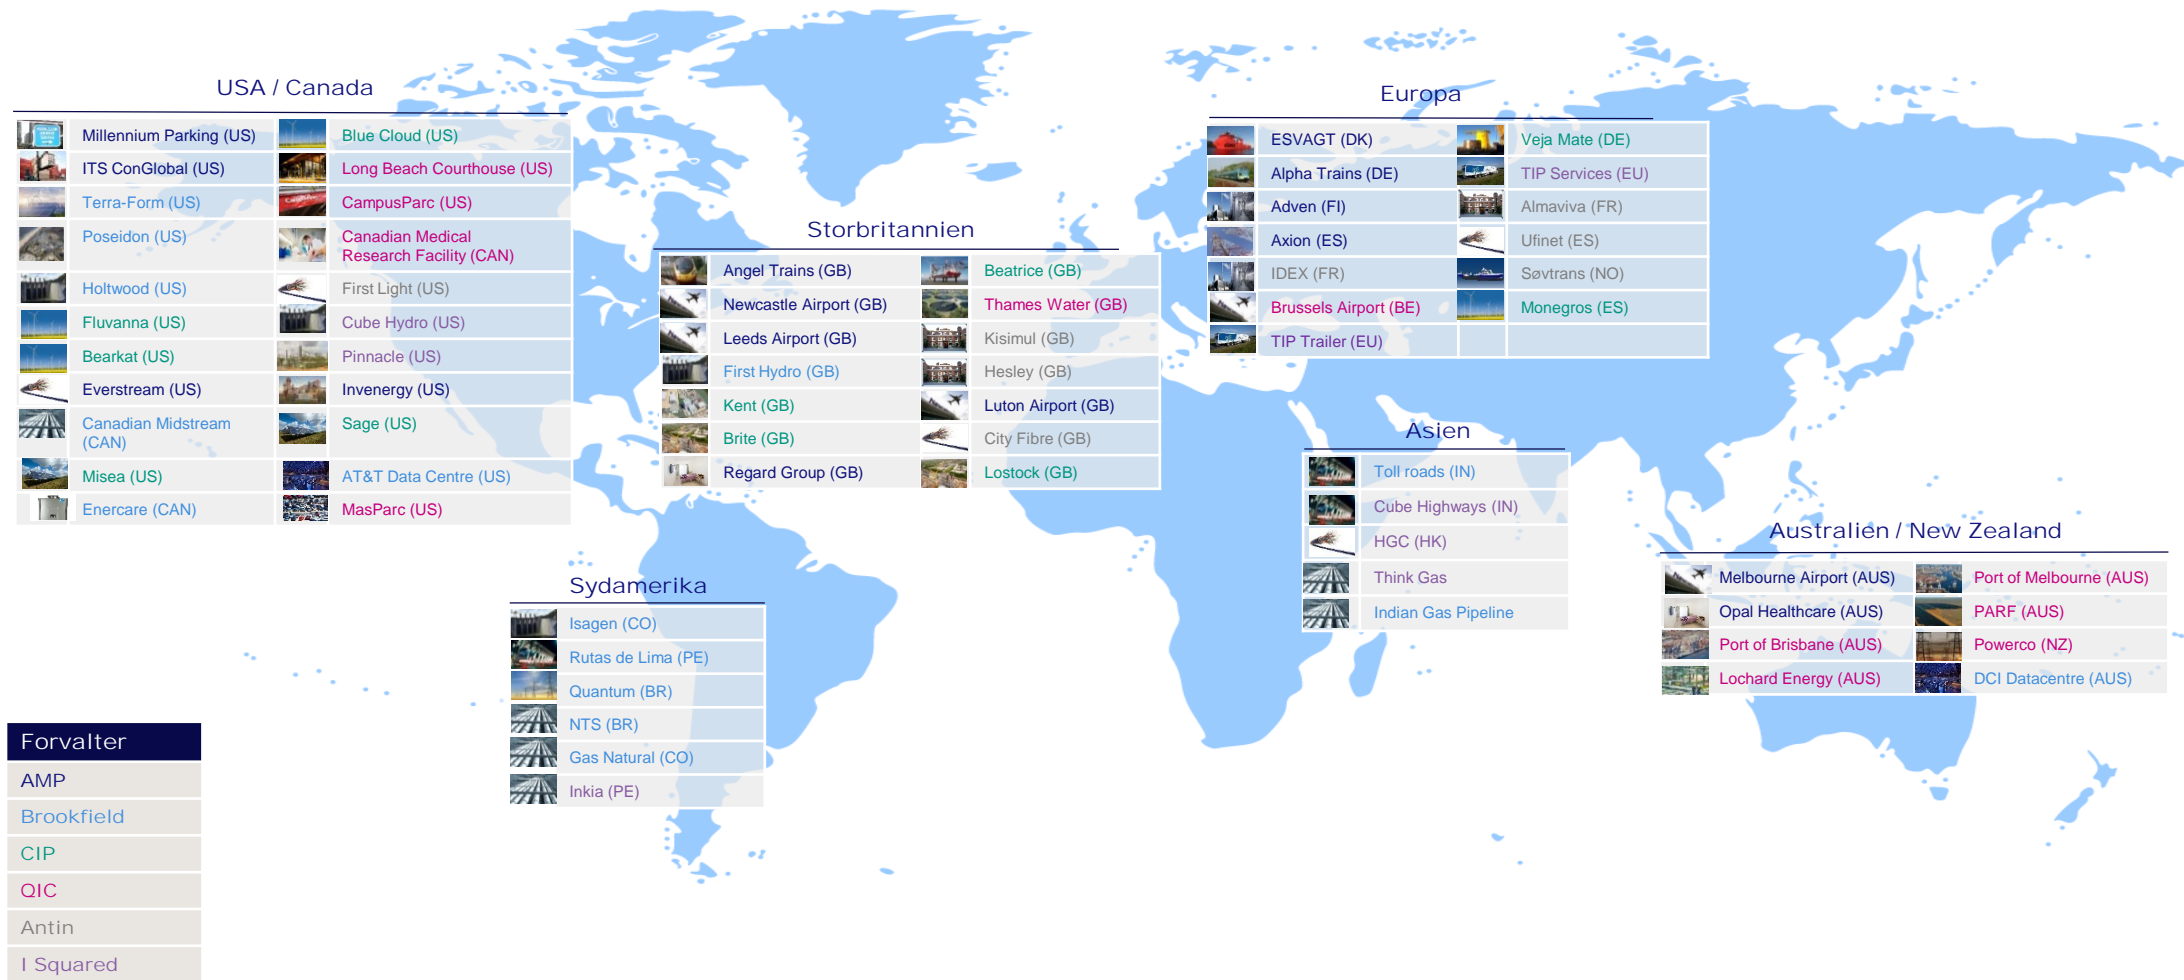 USA / Canada
Millennium Parking (US)
Blue Cloud (US)
ITS ConGlobal (US)
Long Beach Courthouse (US)
Terra-Form (US)
CampusParc (US)
Poseidon (US)
Canadian Medical
Research Facility (CAN)
Holtwood (US)
First Light (US)
Fluvanna (US)
Cube Hydro (US)
Bearkat (US)
Pinnacle (US)
Everstream (US)
Invenergy (US)
Canadian Midstream
(CAN)
Sage (US)
Misea (US)
AT&T Data Centre (US)
Enercare (CAN)
MasParc (US)
Storbritannien
Angel Trains (GB)
Beatrice (GB)
Newcastle Airport (GB)
Thames Water (GB)
Leeds Airport (GB)
Kisimul (GB)
First Hydro (GB)
Hesley (GB)
Kent (GB)
Luton Airport (GB)
Brite (GB)
City Fibre (GB)
Regard Group (GB)
Lostock (GB)
Europa
ESVAGT (DK)
Veja Mate (DE)
Alpha Trains (DE)
TIP Services (EU)
Adven (FI)
Almaviva (FR)
Axion (ES)
Ufinet (ES)
IDEX (FR)
Søvtrans (NO)
Brussels Airport (BE)
Monegros (ES)
TIP Trailer (EU)
Asien
Toll roads (IN)
Cube Highways (IN)
HGC (HK)
Think Gas
Indian Gas Pipeline
Australien / New Zealand
Melbourne Airport (AUS)
Port of Melbourne (AUS)
Opal Healthcare (AUS)
PARF (AUS)
Port of Brisbane (AUS)
Powerco (NZ)
Lochard Energy (AUS)
DCI Datacentre (AUS)
Sydamerika
Isagen (CO)
Rutas de Lima (PE)
Quantum (BR)
NTS (BR)
Gas Natural (CO)
Inkia (PE)
Forvalter
AMP
Brookfield
CIP
QIC
Antin
I Squared